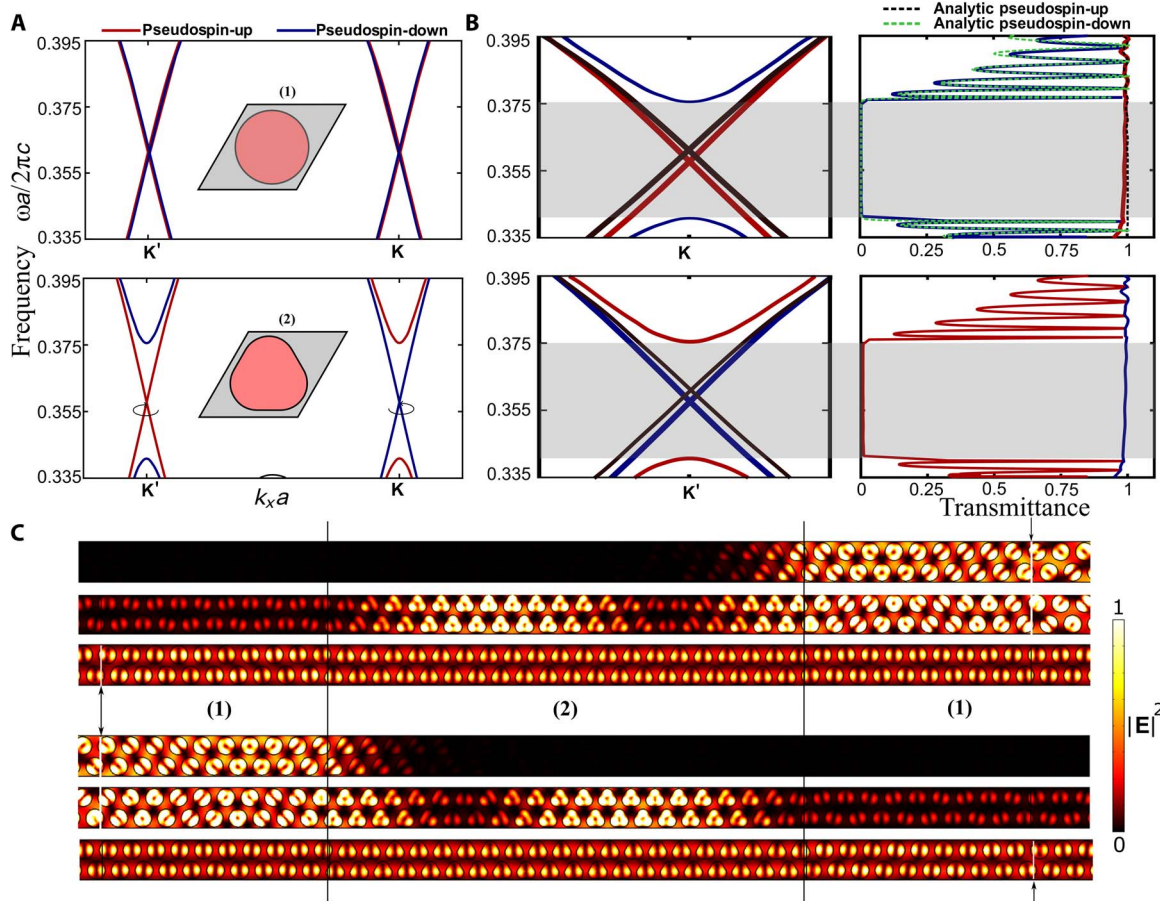 A
Pseudospin-up Pseudospin-down
0.395
0.375
0.355
0.335
(1)
K' K
0.395
0.375
0.355
0.335
(2)
K' K
kₓa
Frequency ωa/2πc
B
Analytic pseudospin-up
Analytic pseudospin-down
0.395
0.375
0.355
0.335
K
0 0.25 0.5 0.75 1
0.395
0.375
0.355
0.335
K'
0 0.25 0.5 0.75 1
Transmittance
C
(1) (2) (1)
1
|E|²
0